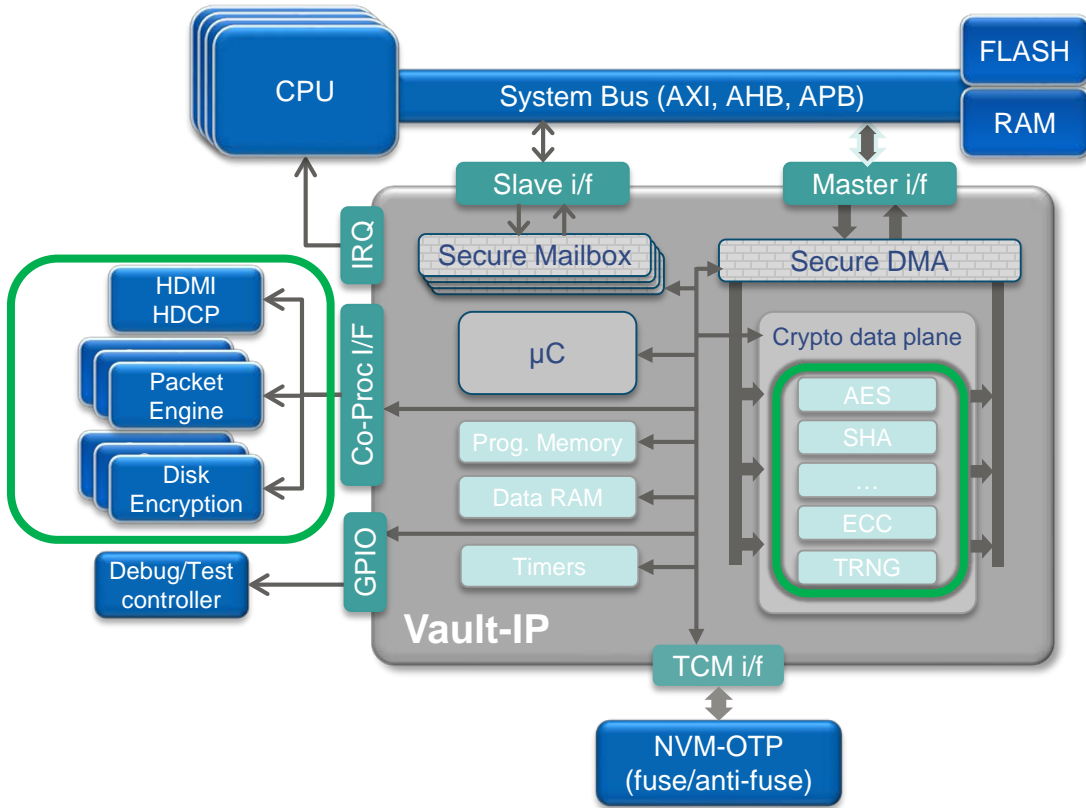 FLASH
CPU
System Bus (AXI, AHB, APB)
RAM
Slave i/f
Master i/f
IRQ
Secure Mailbox
Secure DMA
HDMI
HDCP
Co-Proc I/F
µC
Crypto data plane
Packet
Engine
AES
Prog. Memory
SHA
Disk
Encryption
Data RAM
…
ECC
GPIO
Timers
TRNG
Debug/Test
controller
Vault-IP
TCM i/f
NVM-OTP
(fuse/anti-fuse)